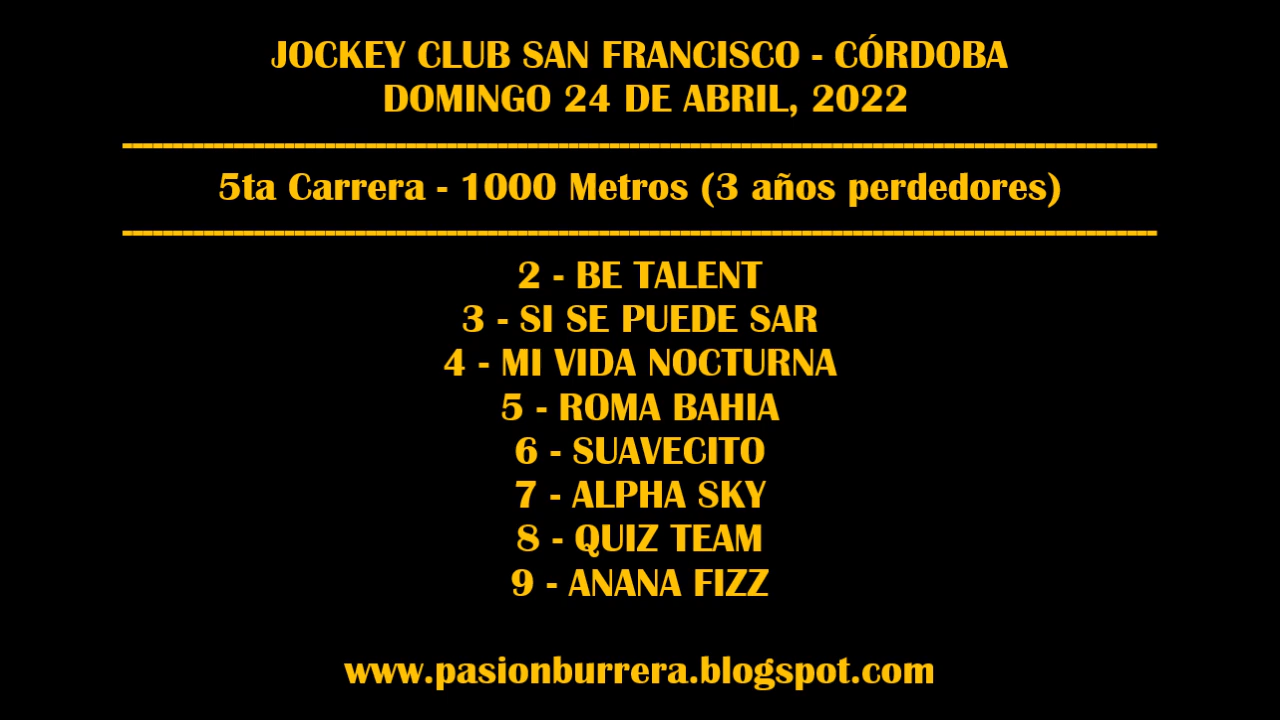 JOCKEY CLUB SAN FRANCISCO - CÓRDOBA
DOMINGO 24 DE ABRIL, 2022
5ta Carrera - 1000 Metros (3 años perdedores)
2 - BE TALENT
3 - SI SE PUEDE SAR
4 - MI VIDA NOCTURNA
5 - ROMA BAHIA
6 - SUAVECITO
7 - ALPHA SKY
8 - QUIZ TEAM
9 - ANANA FIZZ
www.pasionburrera.blogspot.com